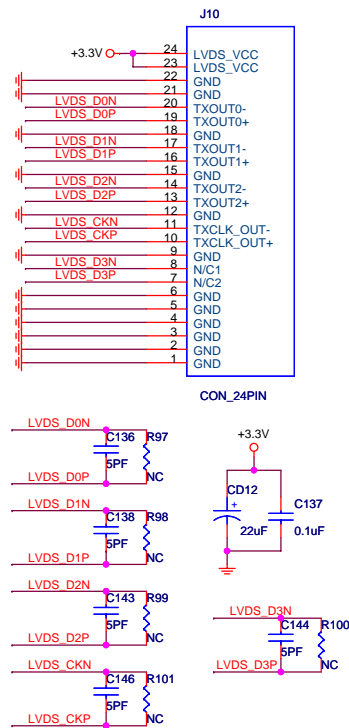 J10
+3.3V
24 LVDS_VCC
23 LVDS_VCC
22 GND
21 GND
LVDS_D0N 20 TXOUT0-
LVDS_D0P 19 TXOUT0+
18 GND
LVDS_D1N 17 TXOUT1-
LVDS_D1P 16 TXOUT1+
15 GND
LVDS_D2N 14 TXOUT2-
LVDS_D2P 13 TXOUT2+
12 GND
LVDS_CKN 11 TXCLK_OUT-
LVDS_CKP 10 TXCLK_OUT+
9 GND
LVDS_D3N 8 N/C1
LVDS_D3P 7 N/C2
6 GND
5 GND
4 GND
3 GND
2 GND
1 GND
CON_24PIN
LVDS_D0N
C136 R97
5PF
LVDS_D0P NC
LVDS_D1N
C138 R98
5PF
LVDS_D1P NC
LVDS_D2N
C143 R99
5PF
LVDS_D2P NC
LVDS_CKN
C146 R101
5PF
LVDS_CKP NC
+3.3V
CD12
+
C137
22uF 0.1uF
LVDS_D3N
C144 R100
5PF
LVDS_D3P NC